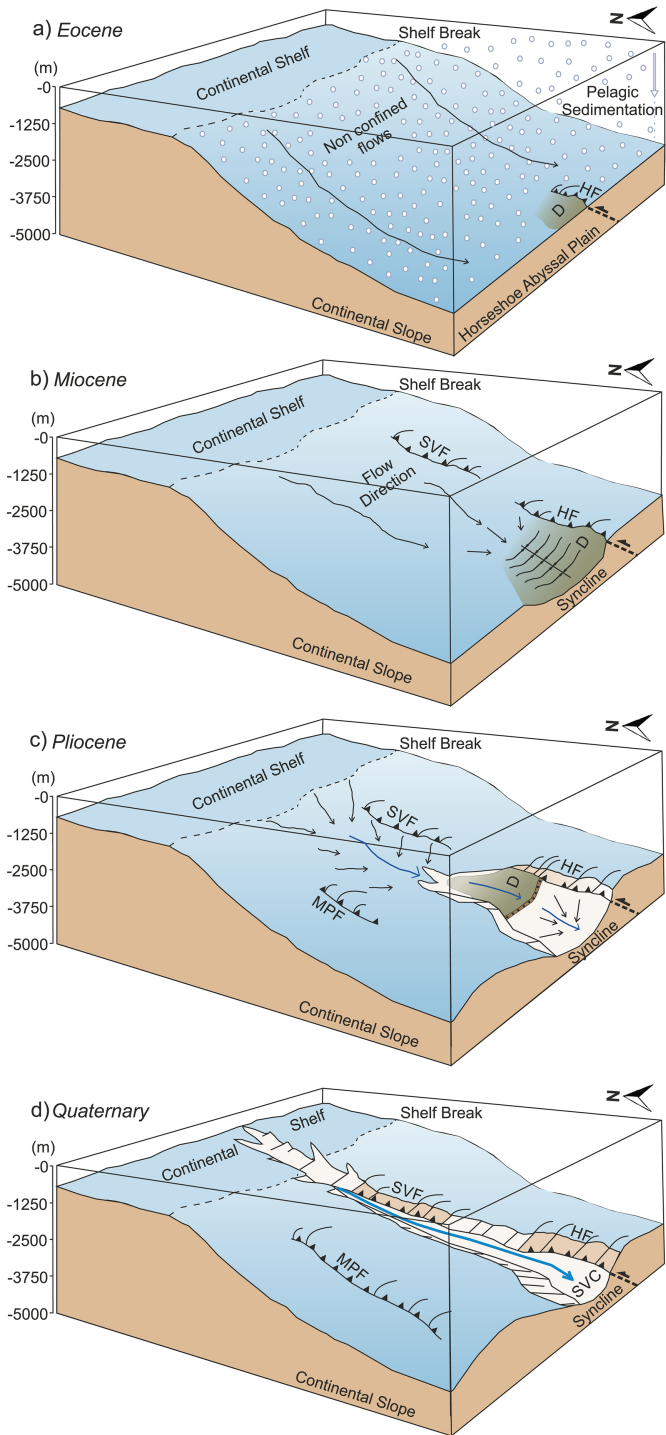 a) Eocene
N
Shelf Break
(m)
Continental Shelf
-0
-1250
-2500
-3750
-5000
Pelagic
Sedimentation
Non confined
flows
HF
D
Horseshoe Abyssal Plain
Continental Slope
b) Miocene
N
Shelf Break
(m)
Continental Shelf
-0
-1250
-2500
-3750
-5000
SVF
Flow
Direction
HF
D
Syncline
Continental Slope
c) Pliocene
N
Shelf Break
(m)
Continental Shelf
-0
-1250
-2500
-3750
-5000
SVF
MPF
HF
D
Syncline
Continental Slope
d) Quaternary
N
Shelf Break
(m)
Shelf
Continental
-0
-1250
-2500
-3750
-5000
SVF
HF
MPF
SVC
Syncline
Continental Slope